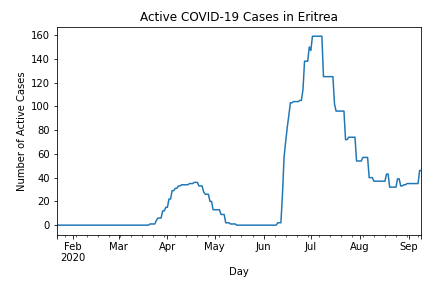 Active COVID-19 Cases in Eritrea
160
140
120
100
80
60
40
20
0
Number of Active Cases
Feb Mar Apr May Jun Jul Aug Sep
2020
Day